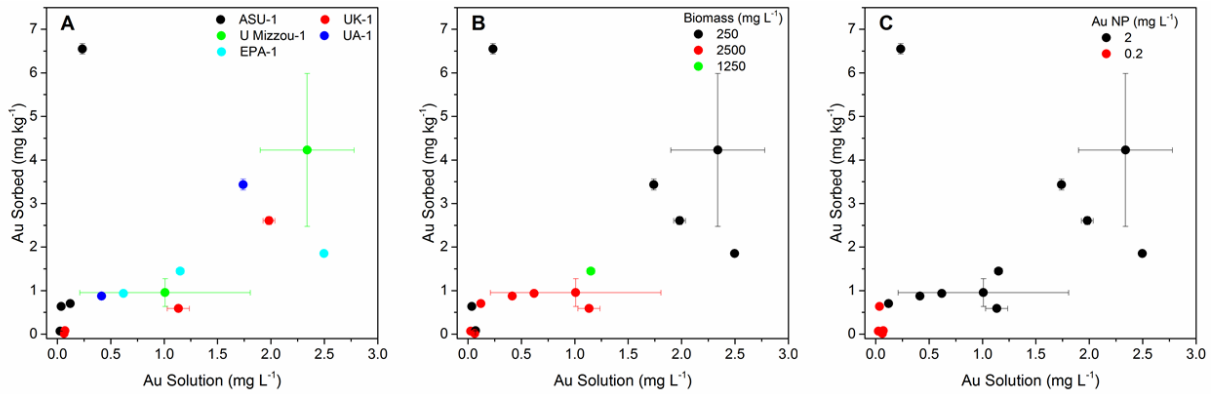 A
ASU-1 UK-1
U Mizzou-1 UA-1
EPA-1
Au Sorbed (mg kg⁻¹)
7
6
5
4
3
2
1
0
0.0 0.5 1.0 1.5 2.0 2.5 3.0
Au Solution (mg L⁻¹)
B
Biomass (mg L⁻¹)
250
2500
1250
Au Sorbed (mg kg⁻¹)
7
6
5
4
3
2
1
0
0.0 0.5 1.0 1.5 2.0 2.5 3.0
Au Solution (mg L⁻¹)
C
Au NP (mg L⁻¹)
2
0.2
Au Sorbed (mg kg⁻¹)
7
6
5
4
3
2
1
0
0.0 0.5 1.0 1.5 2.0 2.5 3.0
Au Solution (mg L⁻¹)